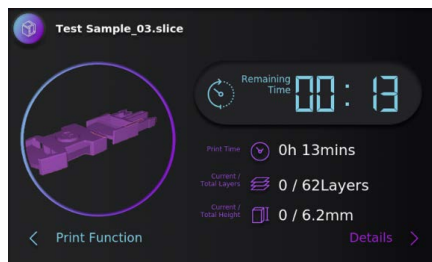 Test Sample_03.slice
Remaining
Time
00:13
Print Time
0h 13mins
Current /
Total Layers
0 / 62Layers
Current /
Total Height
0 / 6.2mm
Print Function
Details